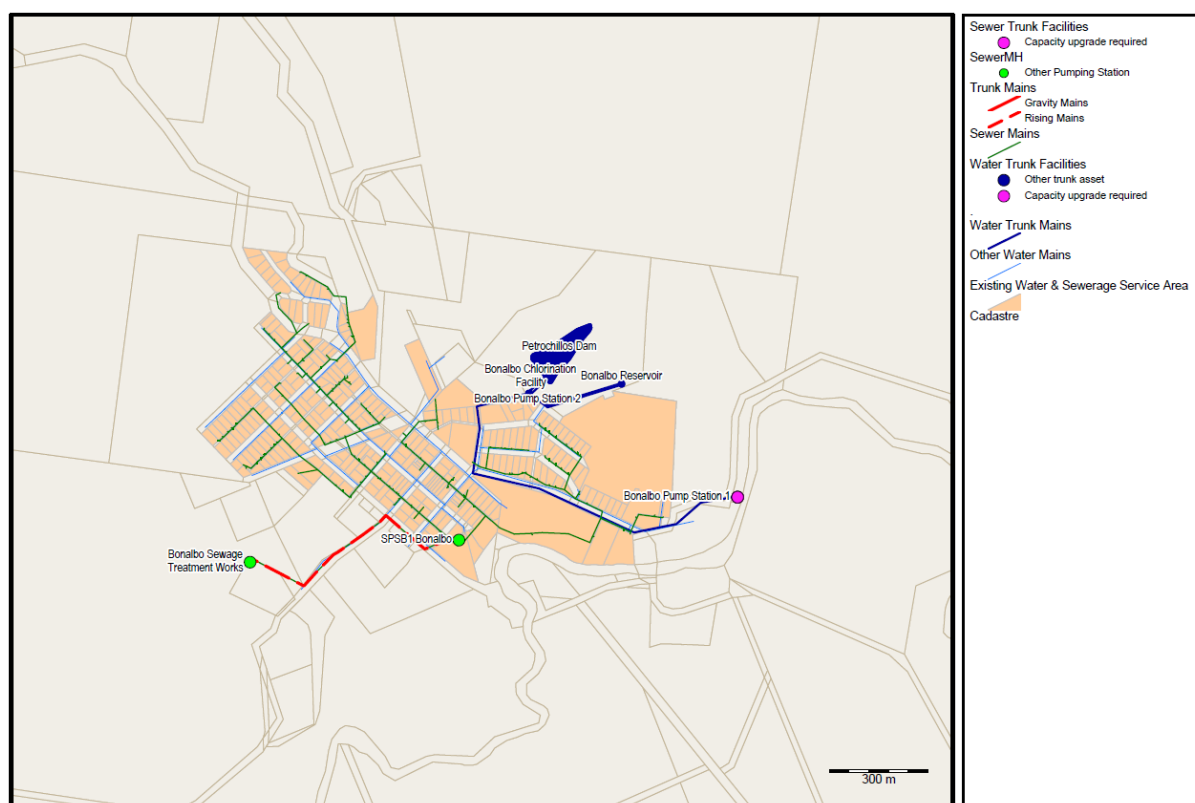 Petrochillos Dam
Bonalbo Chlorination
Facility
Bonalbo Reservoir
Bonalbo Pump Station 2
Bonalbo Pump Station 1
SPSB1 Bonalbo
Bonalbo Sewage
Treatment Works
300 m
Sewer Trunk Facilities
Capacity upgrade required
SewerMH
Other Pumping Station
Trunk Mains
Gravity Mains
Rising Mains
Sewer Mains
Water Trunk Facilities
Other trunk asset
Capacity upgrade required
.
Water Trunk Mains
Other Water Mains
Existing Water & Sewerage Service Area
Cadastre